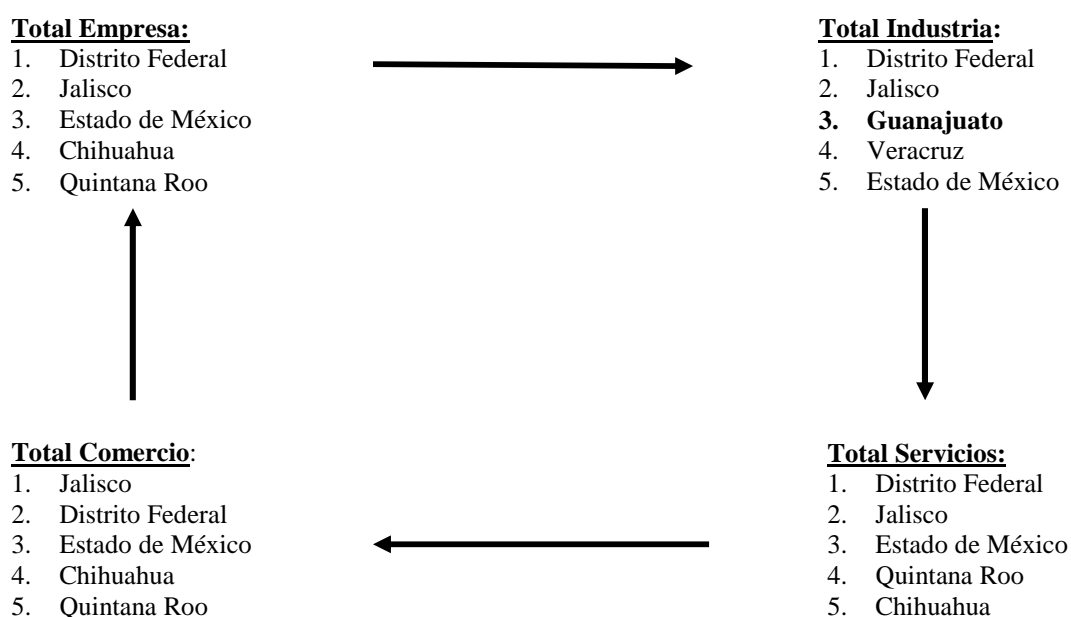 Total Empresa:
1. Distrito Federal
2. Jalisco
3. Estado de México
4. Chihuahua
5. Quintana Roo
Total Industria:
1. Distrito Federal
2. Jalisco
3. Guanajuato
4. Veracruz
5. Estado de México
Total Comercio:
1. Jalisco
2. Distrito Federal
3. Estado de México
4. Chihuahua
5. Quintana Roo
Total Servicios:
1. Distrito Federal
2. Jalisco
3. Estado de México
4. Quintana Roo
5. Chihuahua